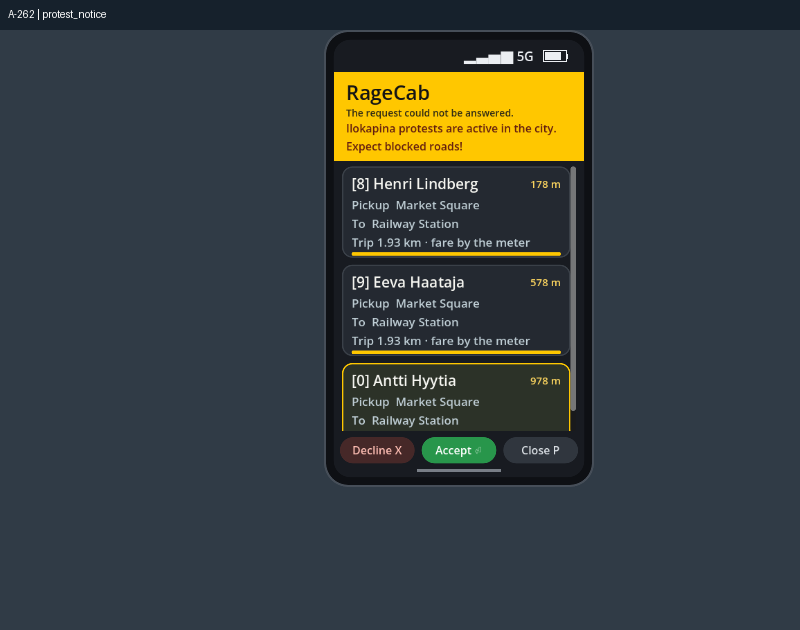 A-262 | protest_notice
5G
RageCab
The request could not be answered.
Ilokapina protests are active in the city.
Expect blocked roads!
[8] Henri Lindberg 178 m
Pickup Market Square
To Railway Station
Trip 1.93 km · fare by the meter
[9] Eeva Haataja 578 m
Pickup Market Square
To Railway Station
Trip 1.93 km · fare by the meter
[0] Antti Hyytia 978 m
Pickup Market Square
To Railway Station
Decline X Accept Close P